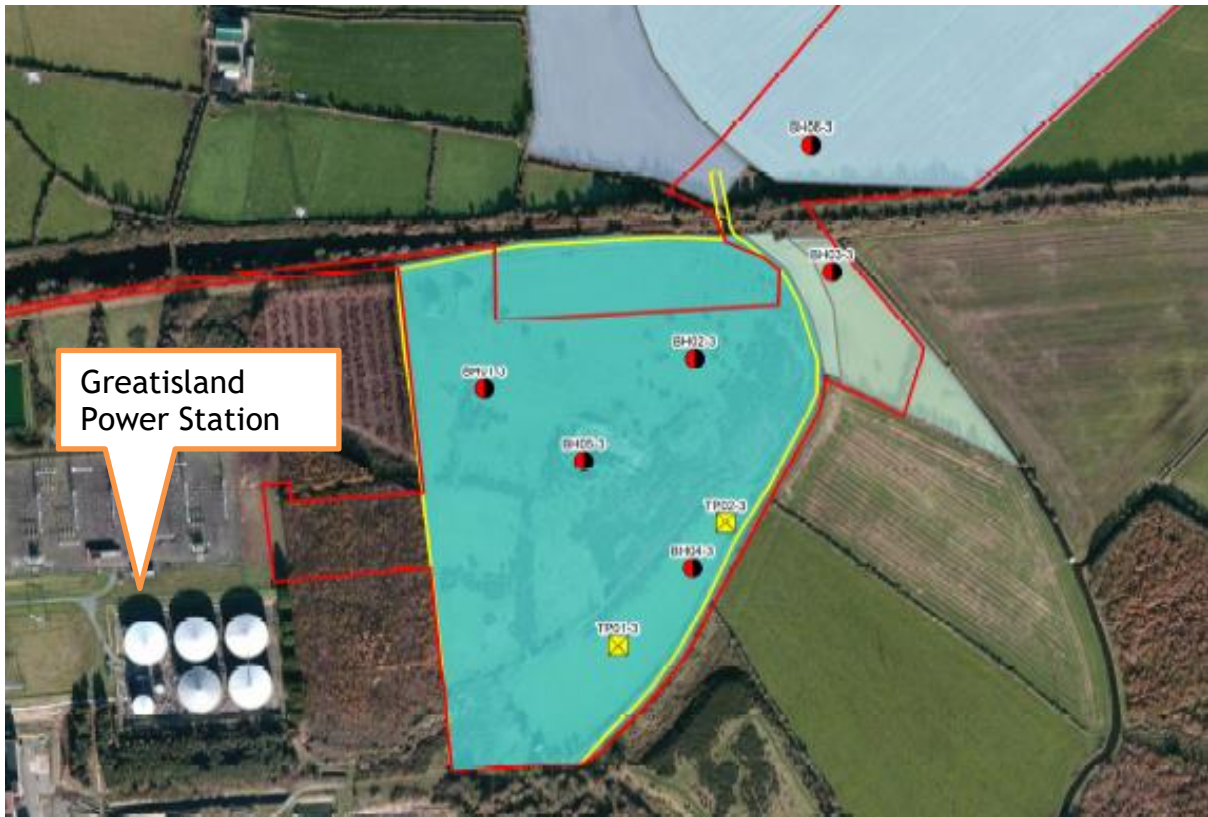 BH06-3
BH03-3
BH02-3
BH01-3
Greatisland
Power Station
BH05-3
TP02-3
BH04-3
TP01-3